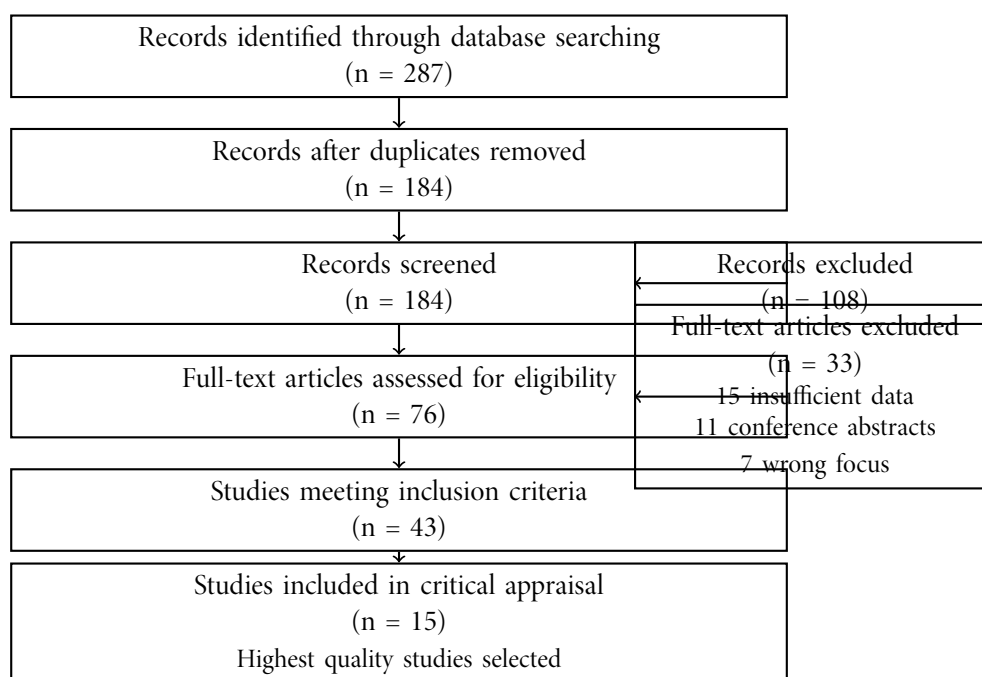 Records identified through database searching
(n = 287)
Records after duplicates removed
(n = 184)
Records screened
(n = 184)
Records excluded
(n = 108)
Full-text articles excluded
(n = 33)
15 insufficient data
11 conference abstracts
7 wrong focus
Full-text articles assessed for eligibility
(n = 76)
Studies meeting inclusion criteria
(n = 43)
Studies included in critical appraisal
(n = 15)
Highest quality studies selected